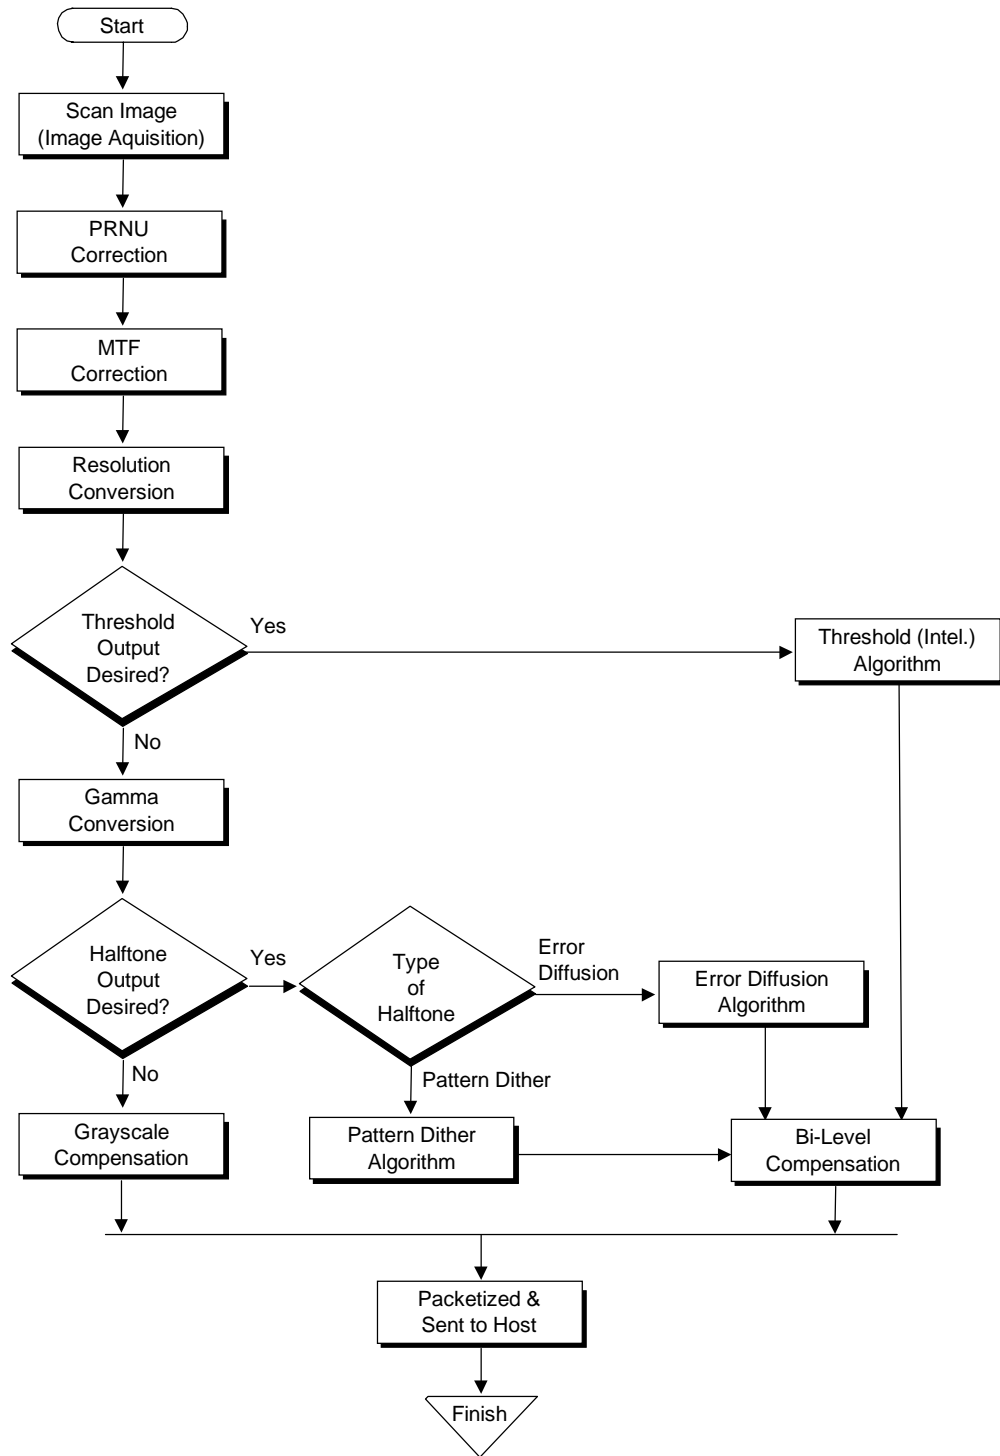 Start
Scan Image
(Image Aquisition)
PRNU
Correction
MTF
Correction
Resolution
Conversion
Threshold
Output
Desired?
Yes
Threshold (Intel.)
Algorithm
No
Gamma
Conversion
Halftone
Output
Desired?
Yes
Type
of
Halftone
Error
Diffusion
Error Diffusion
Algorithm
No
Pattern Dither
Grayscale
Compensation
Pattern Dither
Algorithm
Bi-Level
Compensation
Packetized &
Sent to Host
Finish